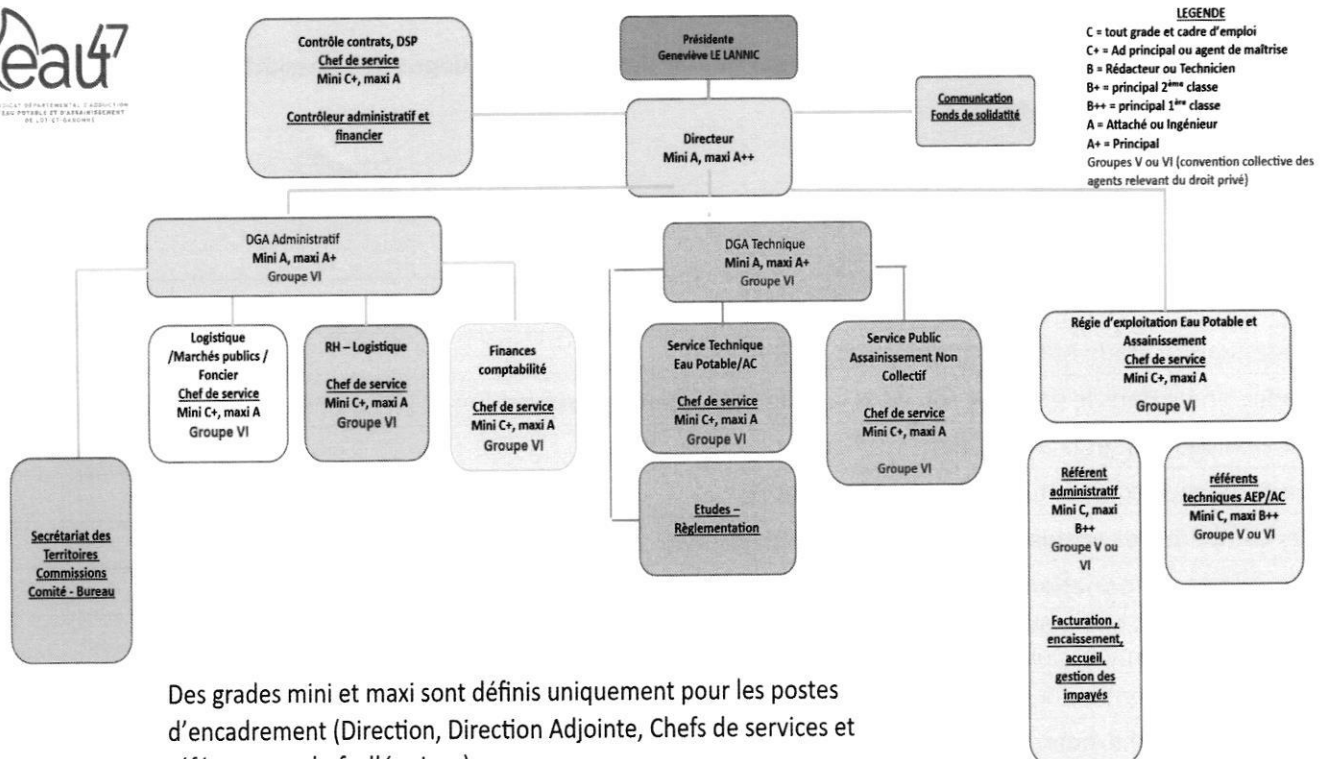 eau47
SYNDICAT DÉPARTEMENTAL D'ADDUCTION
EAU POTABLE ET D'ASSAINISSEMENT
DE LOT-ET-GARONNE
Contrôle contrats, DSP
Chef de service
Mini C+, maxi A
Contrôleur administratif et
financier
Présidente
Geneviève LE LANNIC
Directeur
Mini A, maxi A++
Communication
Fonds de solidatité
LEGENDE
C = tout grade et cadre d'emploi
C+ = Ad principal ou agent de maîtrise
B = Rédacteur ou Technicien
B+ = principal 2ème classe
B++ = principal 1ère classe
A = Attaché ou Ingénieur
A+ = Principal
Groupes V ou VI (convention collective des
agents relevant du droit privé)
DGA Administratif
Mini A, maxi A+
Groupe VI
DGA Technique
Mini A, maxi A+
Groupe VI
Logistique
/Marchés publics /
Foncier
Chef de service
Mini C+, maxi A
Groupe VI
RH – Logistique
Chef de service
Mini C+, maxi A
Groupe VI
Finances
comptabilité
Chef de service
Mini C+, maxi A
Groupe VI
Service Technique
Eau Potable/AC
Chef de service
Mini C+, maxi A
Groupe VI
Service Public
Assainissement Non
Collectif
Chef de service
Mini C+, maxi A
Groupe VI
Régie d'exploitation Eau Potable et
Assainissement
Chef de service
Mini C+, maxi A
Groupe VI
Secrétariat des
Territoires
Commissions
Comité - Bureau
Etudes –
Règlementation
Référent
administratif
Mini C, maxi
B++
Groupe V ou
VI
Facturation ,
encaissement,
accueil,
gestion des
impayés
référents
techniques AEP/AC
Mini C, maxi B++
Groupe V ou VI
Des grades mini et maxi sont définis uniquement pour les postes
d'encadrement (Direction, Direction Adjointe, Chefs de services et